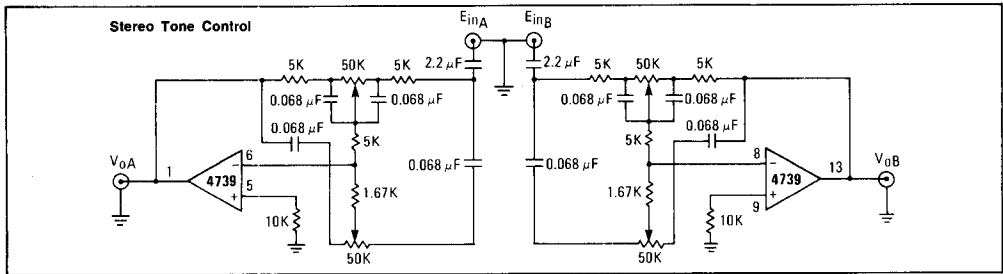 Stereo Tone Control
EinA EinB
5K 50K 5K 2.2 μF 2.2 μF 5K 50K 5K
0.068 μF 0.068 μF 0.068 μF 0.068 μF
0.068 μF 5K 5K 0.068 μF
VoA 1 6 4739 5 0.068 μF 0.068 μF 8 4739 9 13 VoB
− + − +
1.67K 1.67K
10K 10K
50K 50K